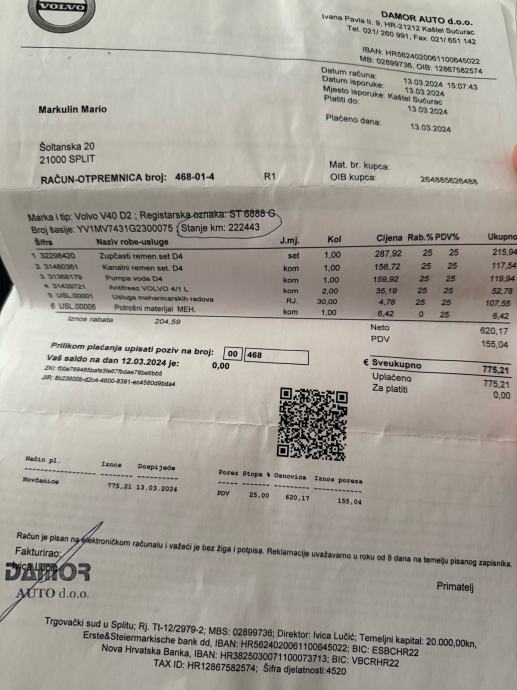 VOLVO
DAMOR AUTO d.o.o.
Ivana Pavla II. 9, HR-21212 Kaštel Sućurac
Tel. 021/ 260 991, Fax. 021/ 651 142
IBAN: HR5624020061100645022
MB: 02899736, OIB: 12867582574
Datum računa: 13.03.2024 15:07:43
Datum isporuke: 13.03.2024
Mjesto isporuke: Kaštel Sućurac
Platiti do: 13.03.2024
Plaćeno dana: 13.03.2024
Markulin Mario
Šoltanska 20
21000 SPLIT
Mat. br. kupca:
OIB kupca: 264885626488
RAČUN-OTPREMNICA broj: 468-01-4 R1
Marka i tip: Volvo V40 D2 ; Registarska oznaka: ST 6888 G
Broj šasije: YV1MV7431G2300075 ; Stanje km: 222443
Šifra Naziv robe-usluge J.mj. Kol Cijena Rab.% PDV% Ukupno
1 32298420 Zupčasti remen set D4 set 1,00 287,92 25 25 215,94
2 31460361 Kanalni remen set D4 kom 1,00 156,72 25 25 117,54
3 31368179 Pumpa vode D4 kom 1,00 159,92 25 25 119,94
4 31439721 Antifreez VOLVO 4/1 L kom 2,00 35,19 25 25 52,78
5 USL:00001 Usluga mehanicarskih radova RJ. 30,00 4,78 25 25 107,55
6 USL:00005 Potrošni materijal MEH. kom 1,00 6,42 0 25 6,42
Iznos rabata 204,59
Neto 620,17
PDV 155,04
Prilikom plaćanja upisati poziv na broj: 00 468
€ Sveukupno 775,21
Vaš saldo na dan 12.03.2024 je: 0,00
Uplaćeno 775,21
Za platiti 0,00
ZKI:
JIR:
Način pl. Iznos Dospijeće
Novčanice 775,21 13.03.2024
Porez Stopa % Osnovica Iznos poreza
PDV 25,00 620,17 155,04
Račun je pisan na elektroničkom računalu i važeći je bez žiga i potpisa. Reklamacije uvažavamo u roku od 8 dana na temelju pisanog zapisnika.
Fakturirao:
Ivica Lučić
DAMOR
AUTO d.o.o.
Primatelj
Trgovački sud u Splitu; Rj. Tt-12/2979-2; MBS: 02899736; Direktor: Ivica Lučić; Temeljni kapital: 20.000,00kn,
Erste&Steiermarkische bank dd, IBAN: HR5624020061100645022; BIC: ESBCHR22
Nova Hrvatska Banka, IBAN: HR3825030071100073713; BIC: VBCRHR22
TAX ID: HR12867582574; Šifra djelatnosti:4520